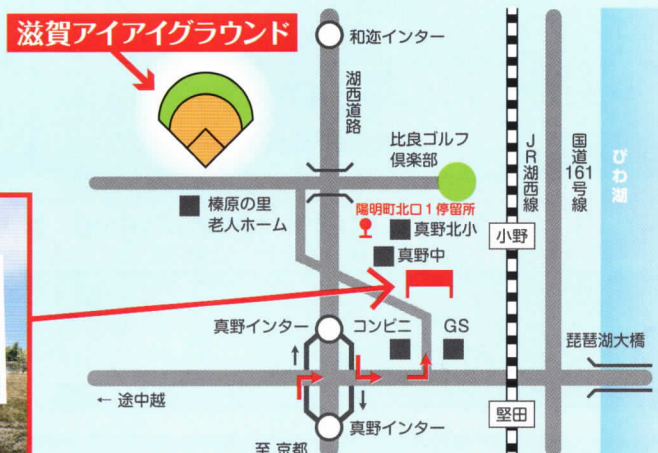 滋賀アイアイグラウンド
和迩インター
湖西道路
比良ゴルフ
倶楽部
JR湖西線
国道161号線
びわ湖
榛原の里
老人ホーム
陽明町北口1停留所
真野北小
小野
真野中
真野インター
コンビニ
GS
琵琶湖大橋
← 途中越
堅田
真野インター
至 京都